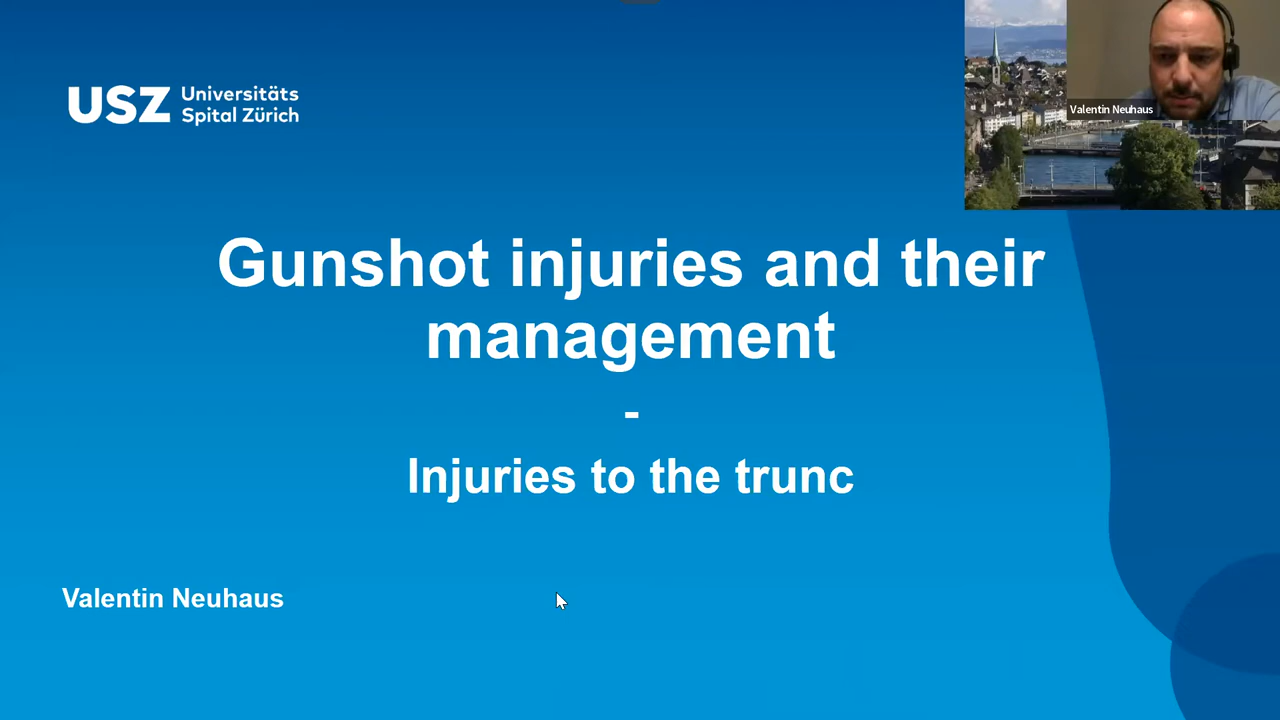 USZ Universitäts
Spital Zürich
Valentin Neuhaus
Gunshot injuries and their
management
-
Injuries to the trunc
Valentin Neuhaus